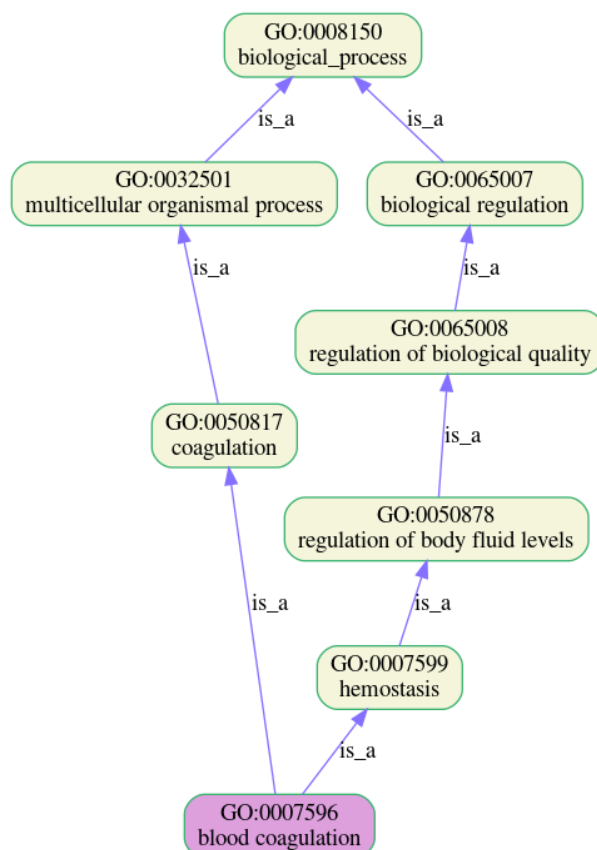 GO:0008150
biological_process
is_a
is_a
GO:0032501
multicellular organismal process
GO:0065007
biological regulation
is_a
is_a
GO:0065008
regulation of biological quality
GO:0050817
coagulation
is_a
GO:0050878
regulation of body fluid levels
is_a
is_a
GO:0007599
hemostasis
is_a
GO:0007596
blood coagulation